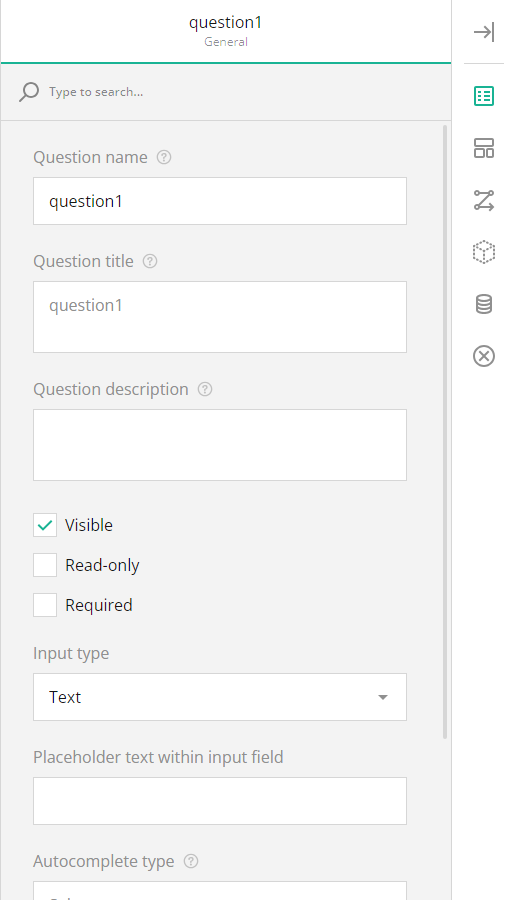 question1
General
Type to search...
Question name
question1
Question title
question1
Question description
Visible
Read-only
Required
Input type
Text
Placeholder text within input field
Autocomplete type